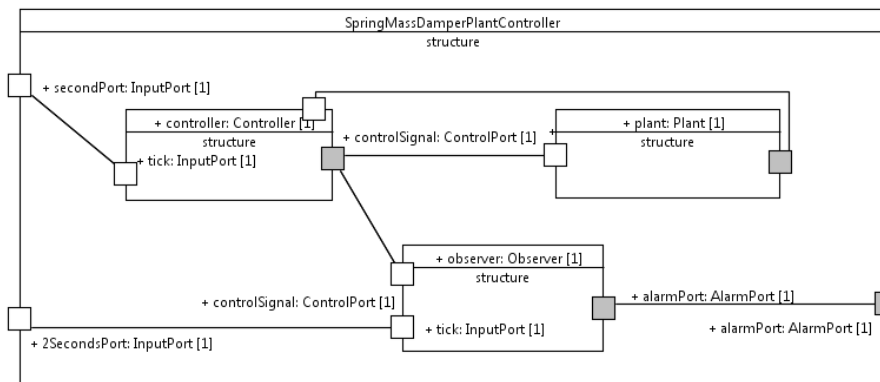 SpringMassDamperPlantController
structure
+ secondPort: InputPort [1]
+ controller: Controller [1]
structure
+ tick: InputPort [1]
+ controlSignal: ControlPort [1]
+
+ plant: Plant [1]
structure
+ observer: Observer [1]
structure
+ controlSignal: ControlPort [1]
+ tick: InputPort [1]
+ alarmPort: AlarmPort [1]
+ alarmPort: AlarmPort [1]
+ 2SecondsPort: InputPort [1]